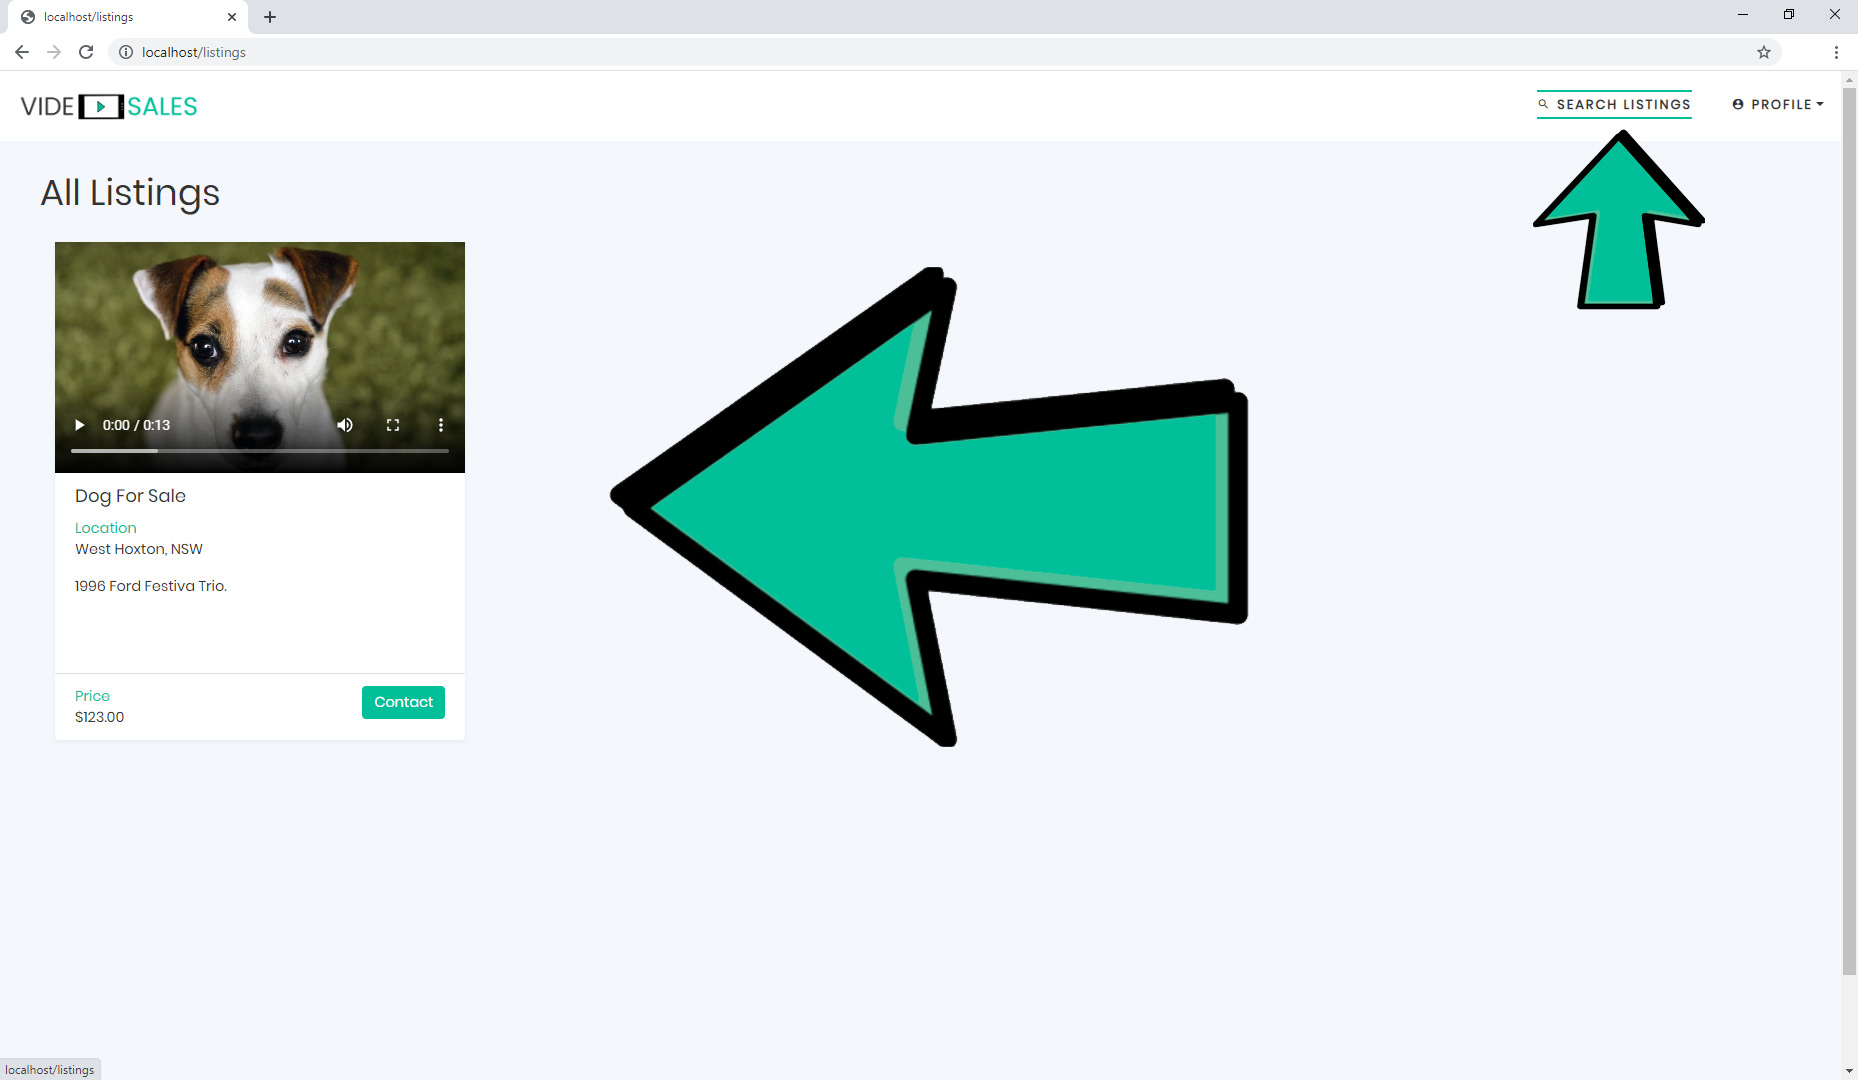 localhost/listings
localhost/listings
VIDE SALES
SEARCH LISTINGS
PROFILE
All Listings
0:00 / 0:13
Dog For Sale
Location
West Hoxton, NSW
1996 Ford Festiva Trio.
Price
$123.00
Contact
localhost/listings